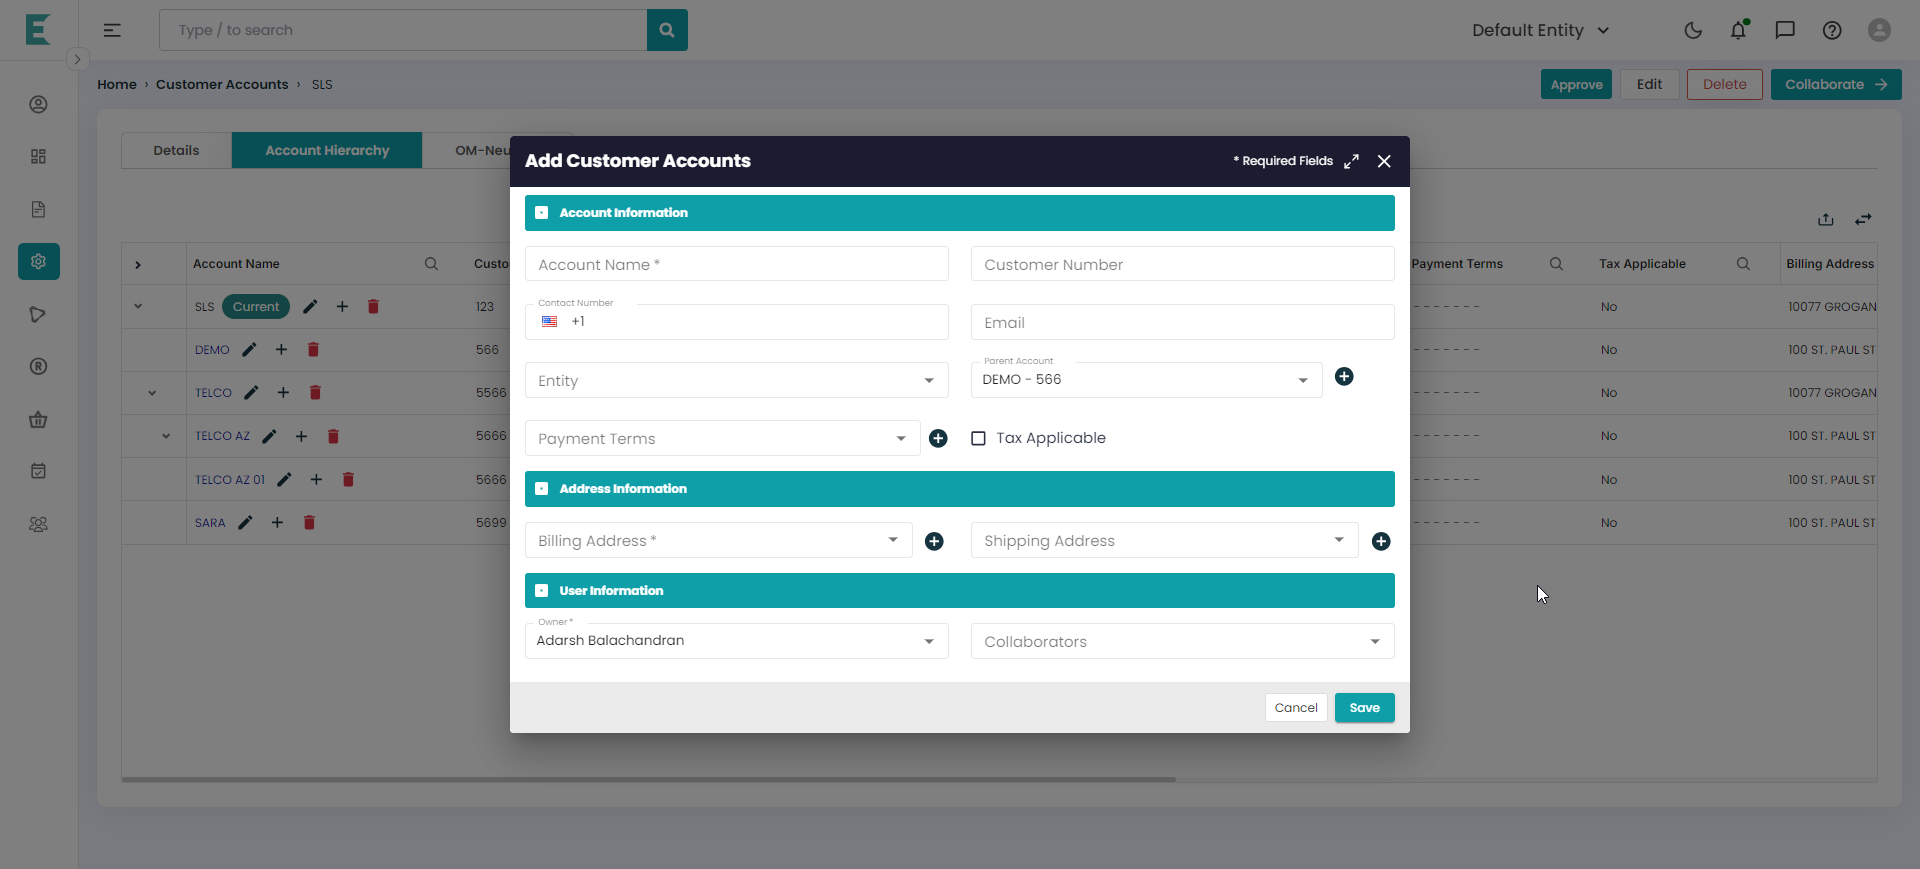 Type / to search
Default Entity
Home › Customer Accounts › SLS
Approve Edit Delete Collaborate
Details Account Hierarchy OM-Neu
Add Customer Accounts * Required Fields
Account Information
Account Name * Customer Number
Contact Number
+1 Email
Entity
Parent Account
DEMO - 566
Payment Terms Tax Applicable
Address Information
Billing Address * Shipping Address
User Information
Owner *
Adarsh Balachandran Collaborators
Cancel Save
Account Name Custo Payment Terms Tax Applicable Billing Address
SLS Current 123 - - - - - - - No 10077 GROGAN
DEMO 566 - - - - - - - No 100 ST. PAUL ST
TELCO 5566 - - - - - - - No 10077 GROGAN
TELCO AZ 5666 - - - - - - - No 100 ST. PAUL ST
TELCO AZ 01 5666 - - - - - - - No 100 ST. PAUL ST
SARA 5699 - - - - - - - No 100 ST. PAUL ST